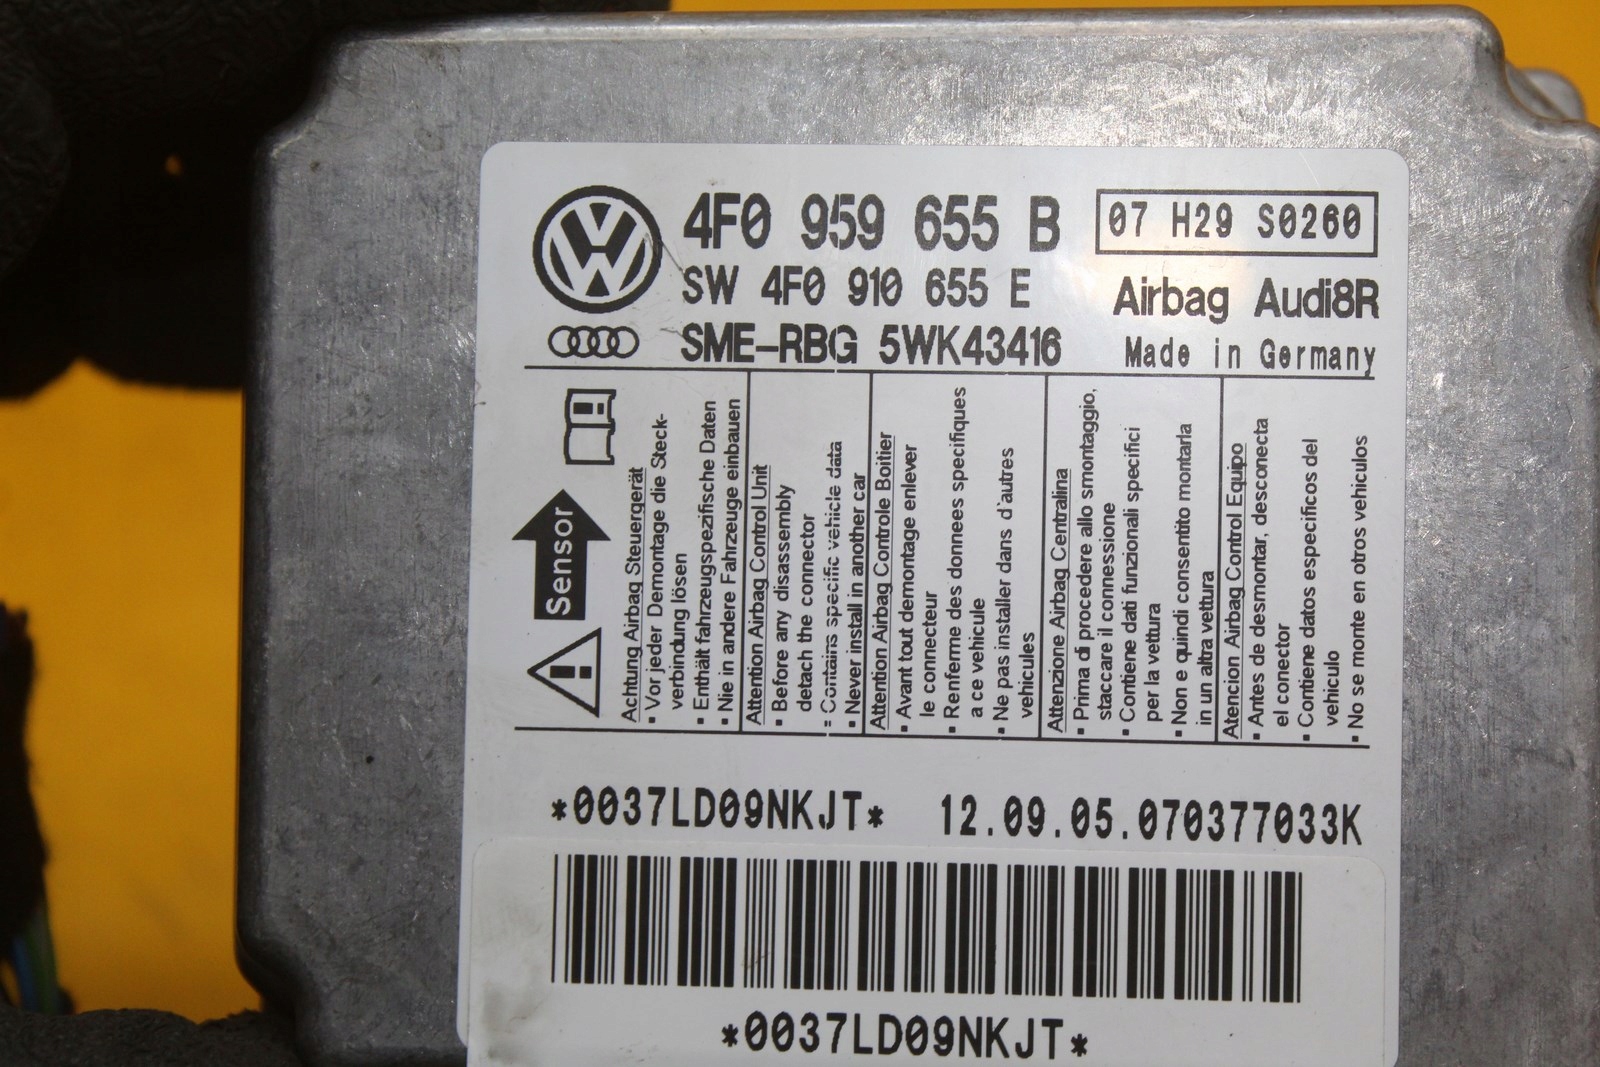 4F0 959 655 B
07 H29 S0260
SW 4F0 910 655 E
Airbag Audi8R
SME-RBG 5WK43416
Made in Germany
Sensor
Achtung Airbag Steuergerät
▪ Vor jeder Demontage die Steck-
verbindung lösen
▪ Enthält fahrzeugspezifische Daten
▪ Nie in andere Fahrzeuge einbauen
Attention Airbag Control Unit
▪ Before any disassembly
detach the connector
▪ Contains specific vehicle data
▪ Never install in another car
Attention Airbag Controle Boitier
▪ Avant tout demontage enlever
le connecteur
▪ Renferme des donnees specifiques
a ce vehicule
▪ Ne pas installer dans d'autres
vehicules
Attenzione Airbag Centralina
▪ Prima di procedere allo smontaggio,
staccare il connessione
▪ Contiene dati funzionali specifici
per la vettura
▪ Non e quindi consentito montarla
in un altra vettura
Atencion Airbag Control Equipo
▪ Antes de desmontar, desconecta
el conector
▪ Contiene datos especificos del
vehiculo
▪ No se monte en otros vehiculos
*0037LD09NKJT*
12.09.05.070377033K
*0037LD09NKJT*